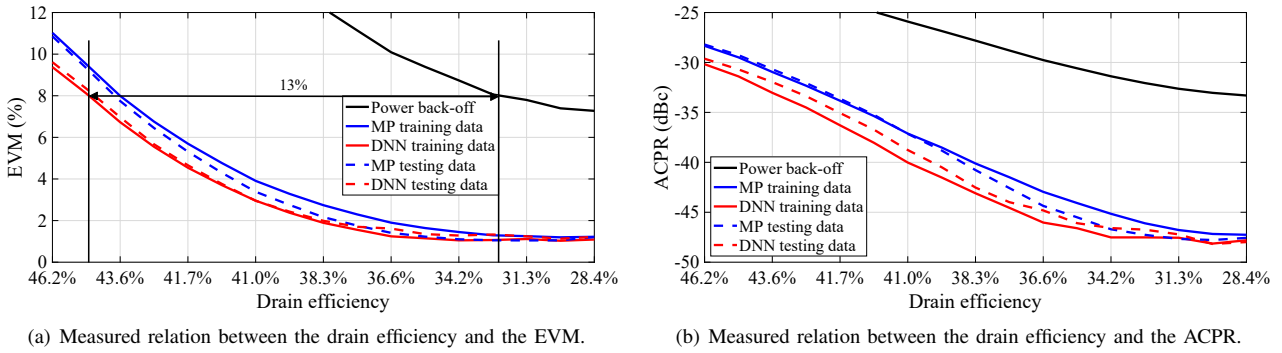 12
10
8
6
4
2
0
EVM (%)
13%
Power back-off
MP training data
DNN training data
MP testing data
DNN testing data
46.2% 43.6% 41.7% 41.0% 38.3% 36.6% 34.2% 31.3% 28.4%
Drain efficiency
(a) Measured relation between the drain efficiency and the EVM.
-25
-30
-35
-40
-45
-50
ACPR (dBc)
Power back-off
MP training data
DNN training data
MP testing data
DNN testing data
46.2% 43.6% 41.7% 41.0% 38.3% 36.6% 34.2% 31.3% 28.4%
Drain efficiency
(b) Measured relation between the drain efficiency and the ACPR.